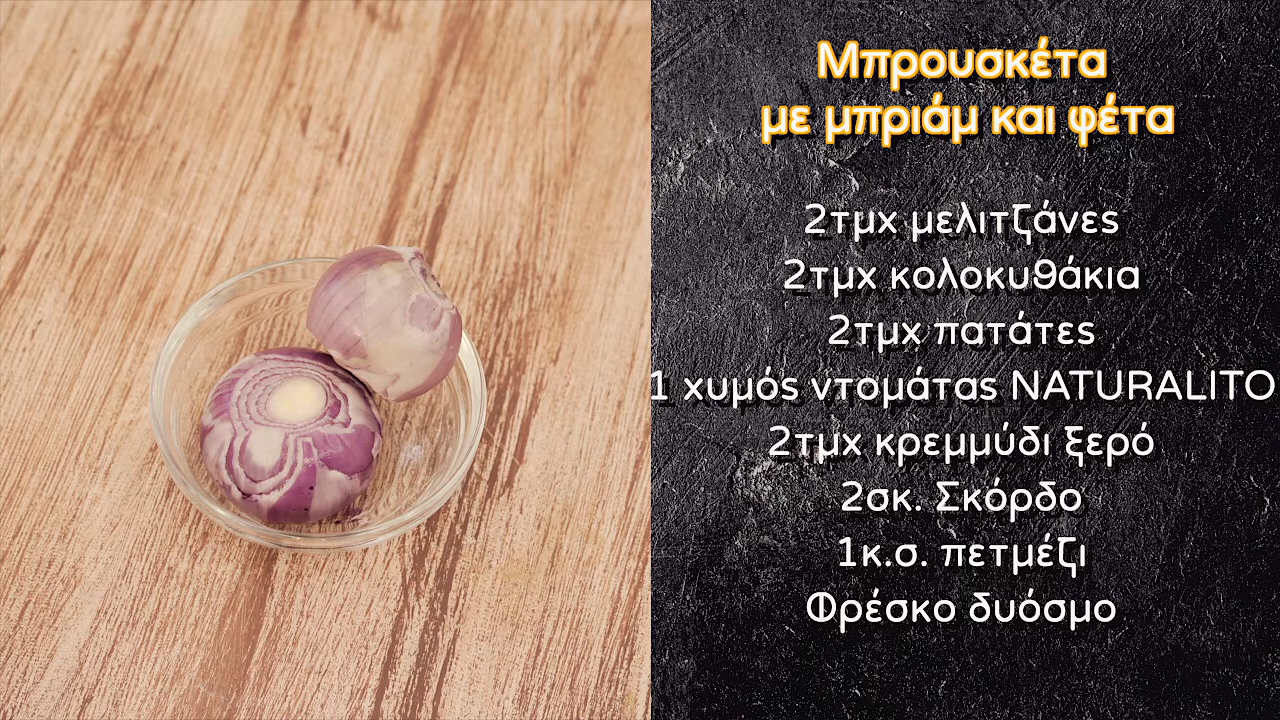 Μπρουσκέτα
με μπριάμ και φέτα
2τμχ μελιτζάνες
2τμχ κολοκυθάκια
2τμχ πατάτες
1 χυμός ντομάτας NATURALITO
2τμχ κρεμμύδι ξερό
2σκ. Σκόρδο
1κ.σ. πετμέζι
Φρέσκο δυόσμο